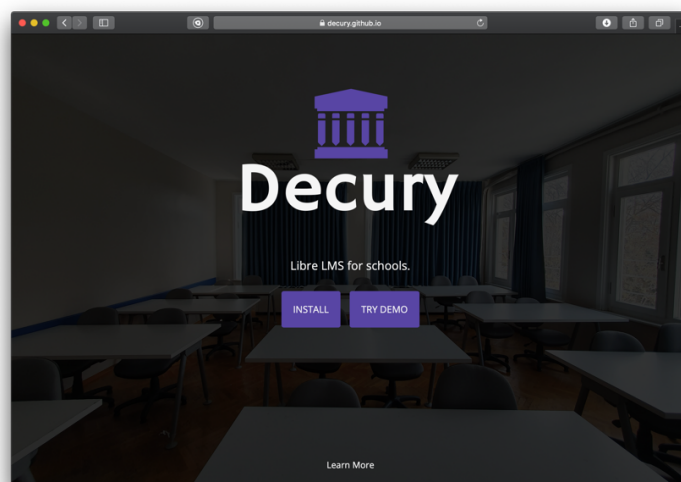 decury.github.io
Decury
Libre LMS for schools.
INSTALL
TRY DEMO
Learn More